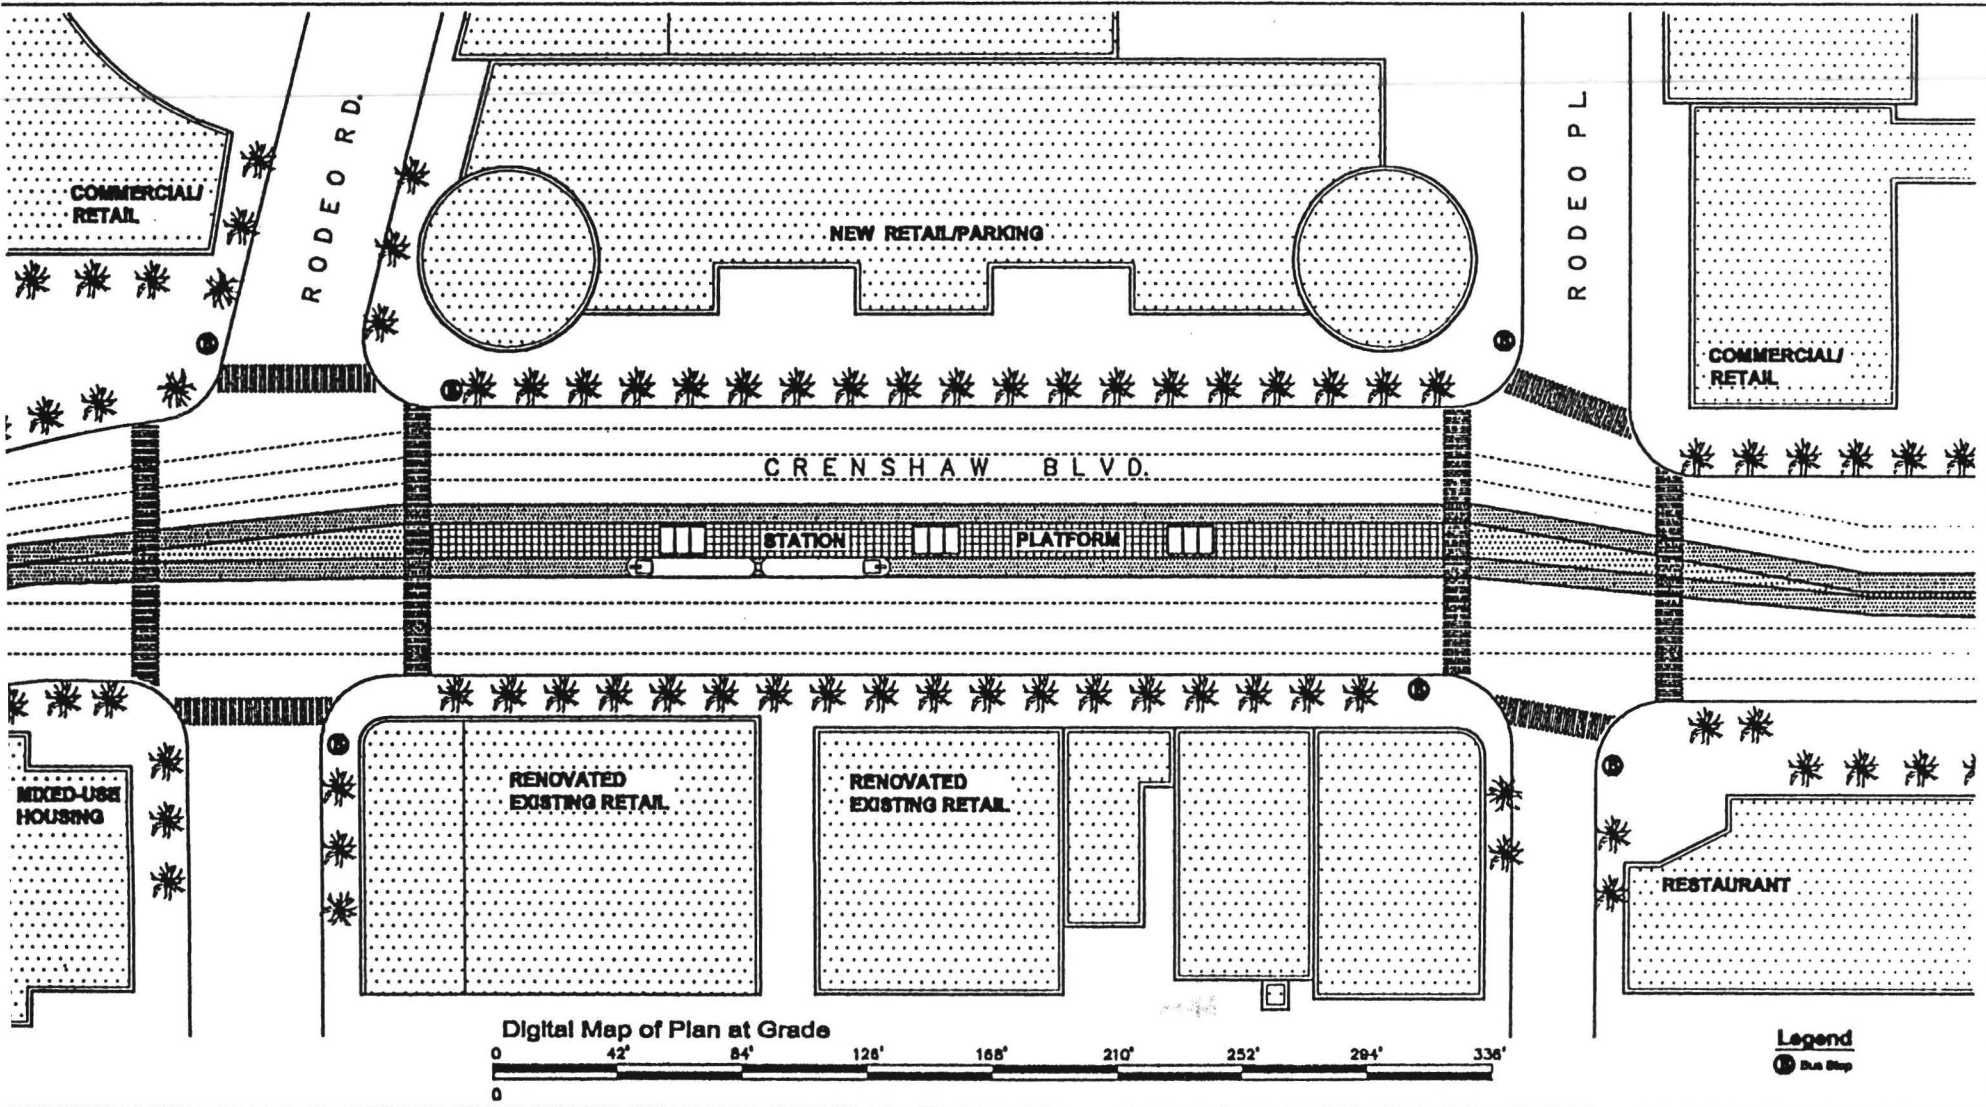 RODEO RD.
RODEO PL.
COMMERCIAL/
RETAIL
NEW RETAIL/PARKING
COMMERCIAL/
RETAIL
B
B
B
CRENSHAW BLVD.
STATION PLATFORM
B
B
B
MIXED-USE
HOUSING
RENOVATED
EXISTING RETAIL
RENOVATED
EXISTING RETAIL
RESTAURANT
Digital Map of Plan at Grade
0 42' 84' 126' 168' 210' 252' 294' 336'
0
Legend
B Bus Stop